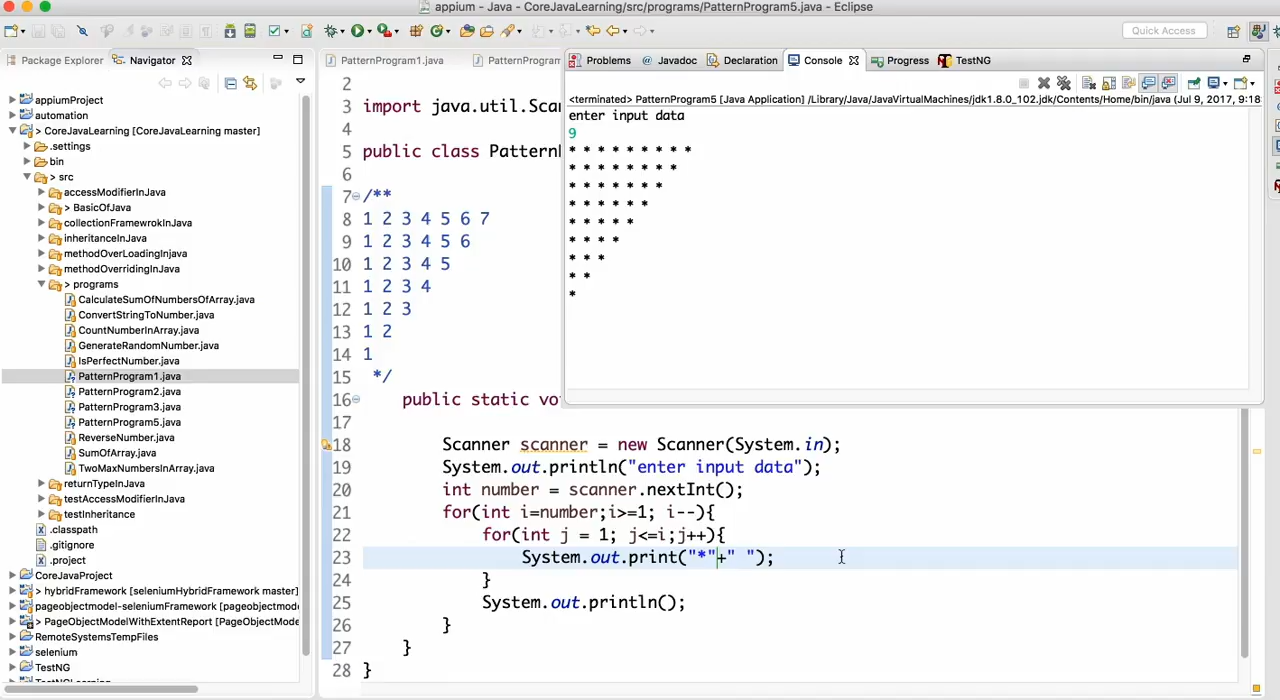 appium - Java - CoreJavaLearning/src/programs/PatternProgram5.java - Eclipse
Quick Access
Package Explorer
Navigator
PatternProgram1.java
PatternProgram
Problems
@ Javadoc
Declaration
Console
Progress
TestNG
appiumProject
automation
> CoreJavaLearning [CoreJavaLearning master]
.settings
bin
> src
accessModifierInJava
> BasicOfJava
collectionFramewrokInJava
inheritanceInJava
methodOverLoadingInjava
methodOverridingInJava
> programs
CalculateSumOfNumbersOfArray.java
ConvertStringToNumber.java
CountNumberInArray.java
GenerateRandomNumber.java
IsPerfectNumber.java
PatternProgram1.java
PatternProgram2.java
PatternProgram3.java
PatternProgram5.java
ReverseNumber.java
SumOfArray.java
TwoMaxNumbersInArray.java
returnTypeInJava
testAccessModifierInJava
testInheritance
.classpath
.gitignore
.project
CoreJavaProject
> hybridFramework [seleniumHybridFramework master]
pageobjectmodel-seleniumFramework [pageobjectmode
> PageObjectModelWithExtentReport [PageObjectMode
RemoteSystemsTempFiles
selenium
TestNG
2
3 import java.util.Sca
4
5 public class Pattern
6
7 /**
8 1 2 3 4 5 6 7
9 1 2 3 4 5 6
10 1 2 3 4 5
11 1 2 3 4
12 1 2 3
13 1 2
14 1
15 */
16 public static vo
17
18 Scanner scanner = new Scanner(System.in);
19 System.out.println("enter input data");
20 int number = scanner.nextInt();
21 for(int i=number;i>=1; i--){
22 for(int j = 1; j<=i;j++){
23 System.out.print("*"+" ");
24 }
25 System.out.println();
26 }
27 }
28 }
<terminated> PatternProgram5 [Java Application] /Library/Java/JavaVirtualMachines/jdk1.8.0_102.jdk/Contents/Home/bin/java (Jul 9, 2017, 9:18
enter input data
9
* * * * * * * * *
* * * * * * * *
* * * * * * *
* * * * * *
* * * * *
* * * *
* * *
* *
*